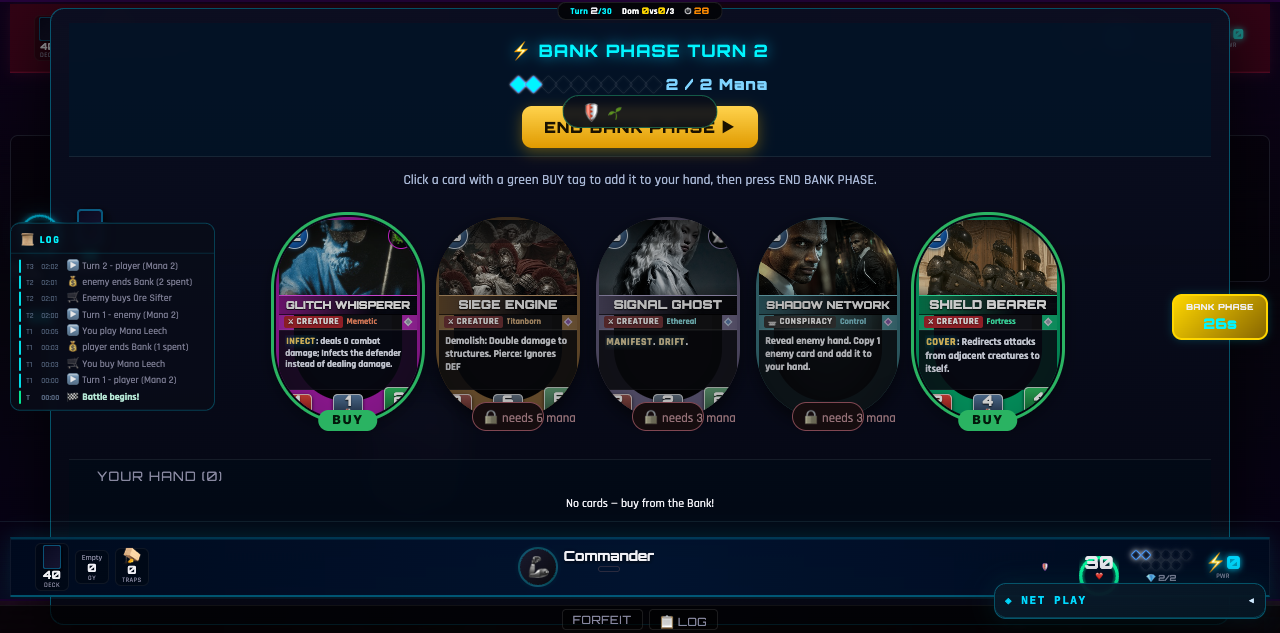 Turn 2/30 Dom 0vs0/3 ⏱ 28
⚡ BANK PHASE TURN 2
2 / 2 Mana
END BANK PHASE ▶
Click a card with a green BUY tag to add it to your hand, then press END BANK PHASE.
LOG
T3 02:02 Turn 2 - player (Mana 2)
T2 02:01 enemy ends Bank (2 spent)
T2 02:01 Enemy buys Ore Sifter
T2 02:00 Turn 1 - enemy (Mana 2)
T1 00:05 You play Mana Leech
T1 00:03 player ends Bank (1 spent)
T1 00:03 You buy Mana Leech
T1 00:00 Turn 1 - player (Mana 2)
T 00:00 Battle begins!
GLITCH WHISPERER
CREATURE Memetic
INFECT: deals 0 combat
damage; Infects the defender
instead of dealing damage.
1
BUY
SIEGE ENGINE
CREATURE Titanborn
Demolish: Double damage to
structures. Pierce: Ignores
DEF
needs 6 mana
SIGNAL GHOST
CREATURE Ethereal
MANIFEST. DRIFT.
needs 3 mana
SHADOW NETWORK
CONSPIRACY Control
Reveal enemy hand. Copy 1
enemy card and add it to
your hand.
needs 3 mana
SHIELD BEARER
CREATURE Fortress
COVER: Redirects attacks
from adjacent creatures to
itself.
4
BUY
BANK PHASE
26s
YOUR HAND (0)
No cards — buy from the Bank!
40
DECK
Empty
0
GY
0
TRAPS
Commander
30
2/2
0
PWR
NET PLAY
FORFEIT
LOG